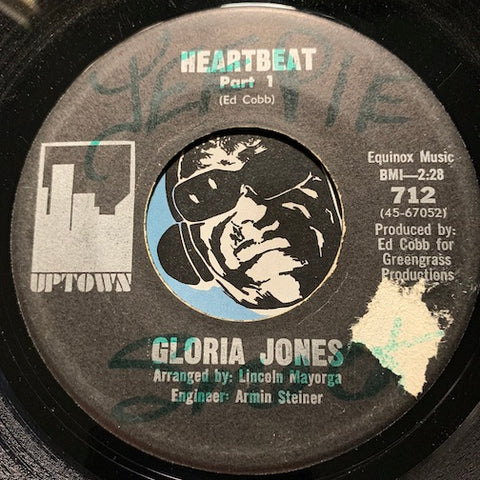 HEARTBEAT
Part 1
(Ed Cobb)
Equinox Music
BMI—2:28
712
(45-67052)
Produced by:
Ed Cobb for
Greengrass
Productions
UPTOWN
GLORIA JONES
Arranged by: Lincoln Mayorga
Engineer: Armin Steiner